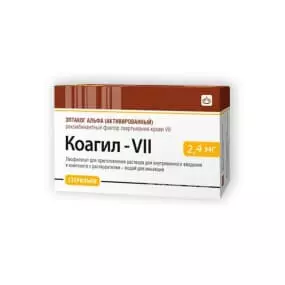 ЭПТАКОГ АЛЬФА (АКТИВИРОВАННЫЙ)
рекомбинантный фактор свертывания крови VII
Коагил - VII
2,4 мг
Лиофилизат для приготовления раствора для внутривенного введения
в комплекте с растворителем - водой для инъекций
СТЕРИЛЬНО